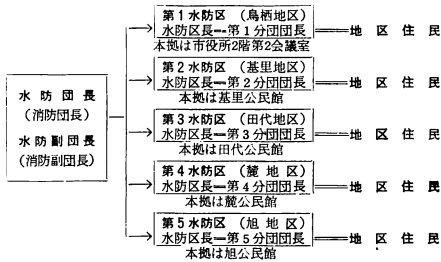 第1水防区（鳥栖地区）
水防区長━第1分団団長━━地区住民
本拠は市役所2階第2会議室
第2水防区（基里地区）
水防区長━第2分団団長━━地区住民
本拠は基里公民館
水防団長
（消防団長）
水防副団長
（消防副団長）
第3水防区（田代地区）
水防区長━第3分団団長━━地区住民
本拠は田代公民館
第4水防区（麓地区）
水防区長━第4分団団長━━地区住民
本拠は麓公民館
第5水防区（旭地区）
水防区長━第5分団団長━━地区住民
本拠は旭公民館